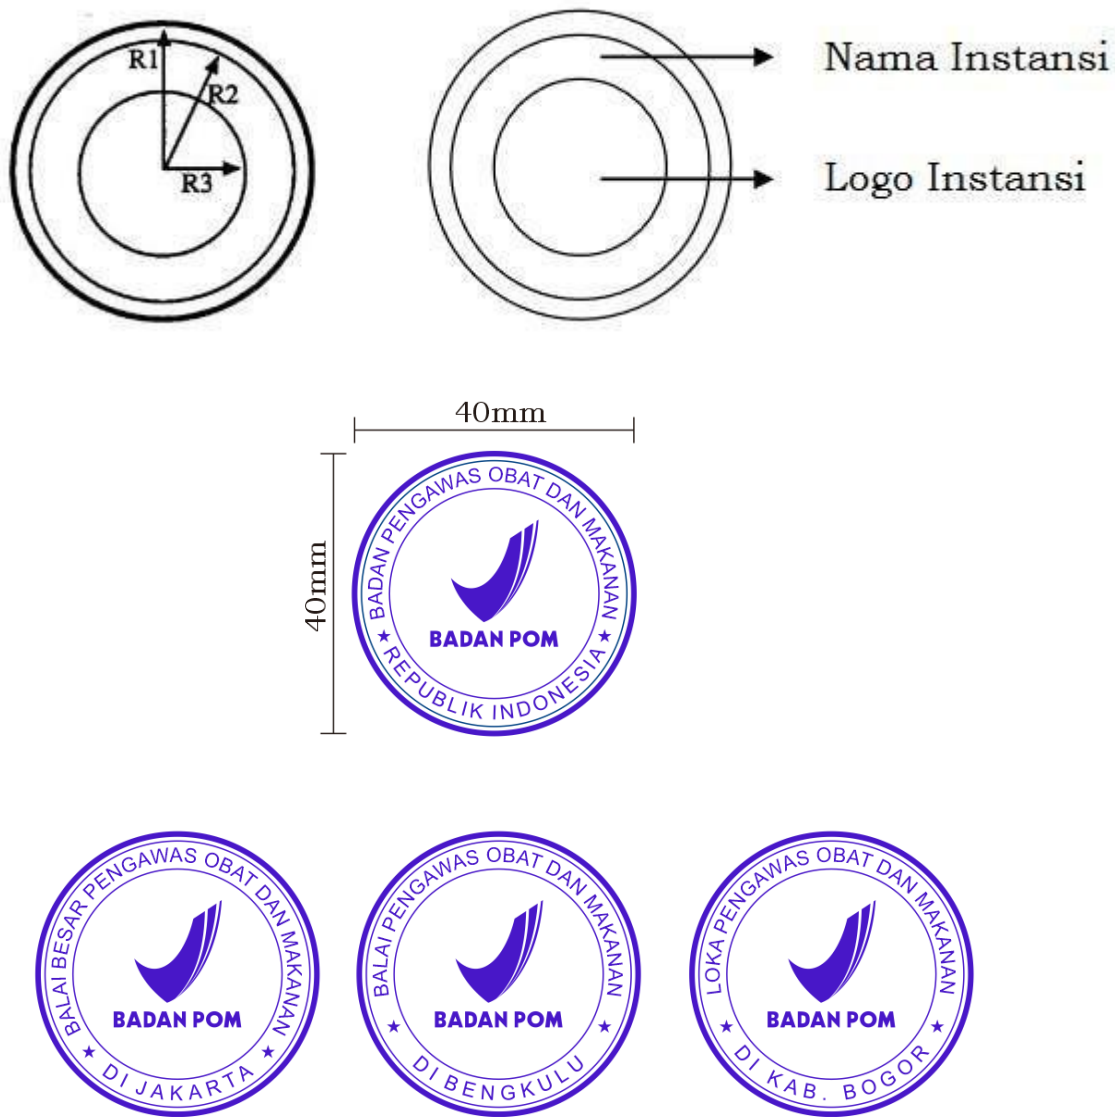 R1
R2
R3
Nama Instansi
Logo Instansi
40mm
40mm
BADAN PENGAWAS OBAT DAN MAKANAN
BADAN POM
★ REPUBLIK INDONESIA ★
BALAI BESAR PENGAWAS OBAT DAN MAKANAN
BADAN POM
★ DI JAKARTA ★
BALAI PENGAWAS OBAT DAN MAKANAN
BADAN POM
★ DI BENGKULU ★
LOKA PENGAWAS OBAT DAN MAKANAN
BADAN POM
★ DI KAB. BOGOR ★